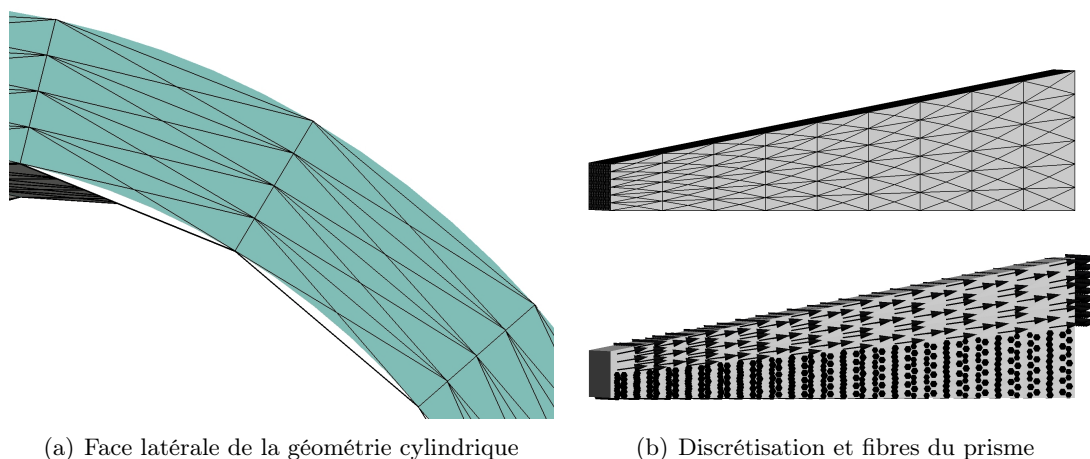 (a) Face latérale de la géométrie cylindrique
(b) Discrétisation et fibres du prisme